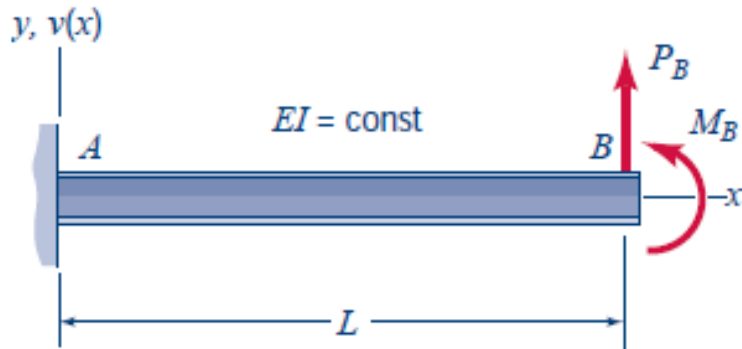 y, v(x)
P_B
EI = const
M_B
A
B
x
L